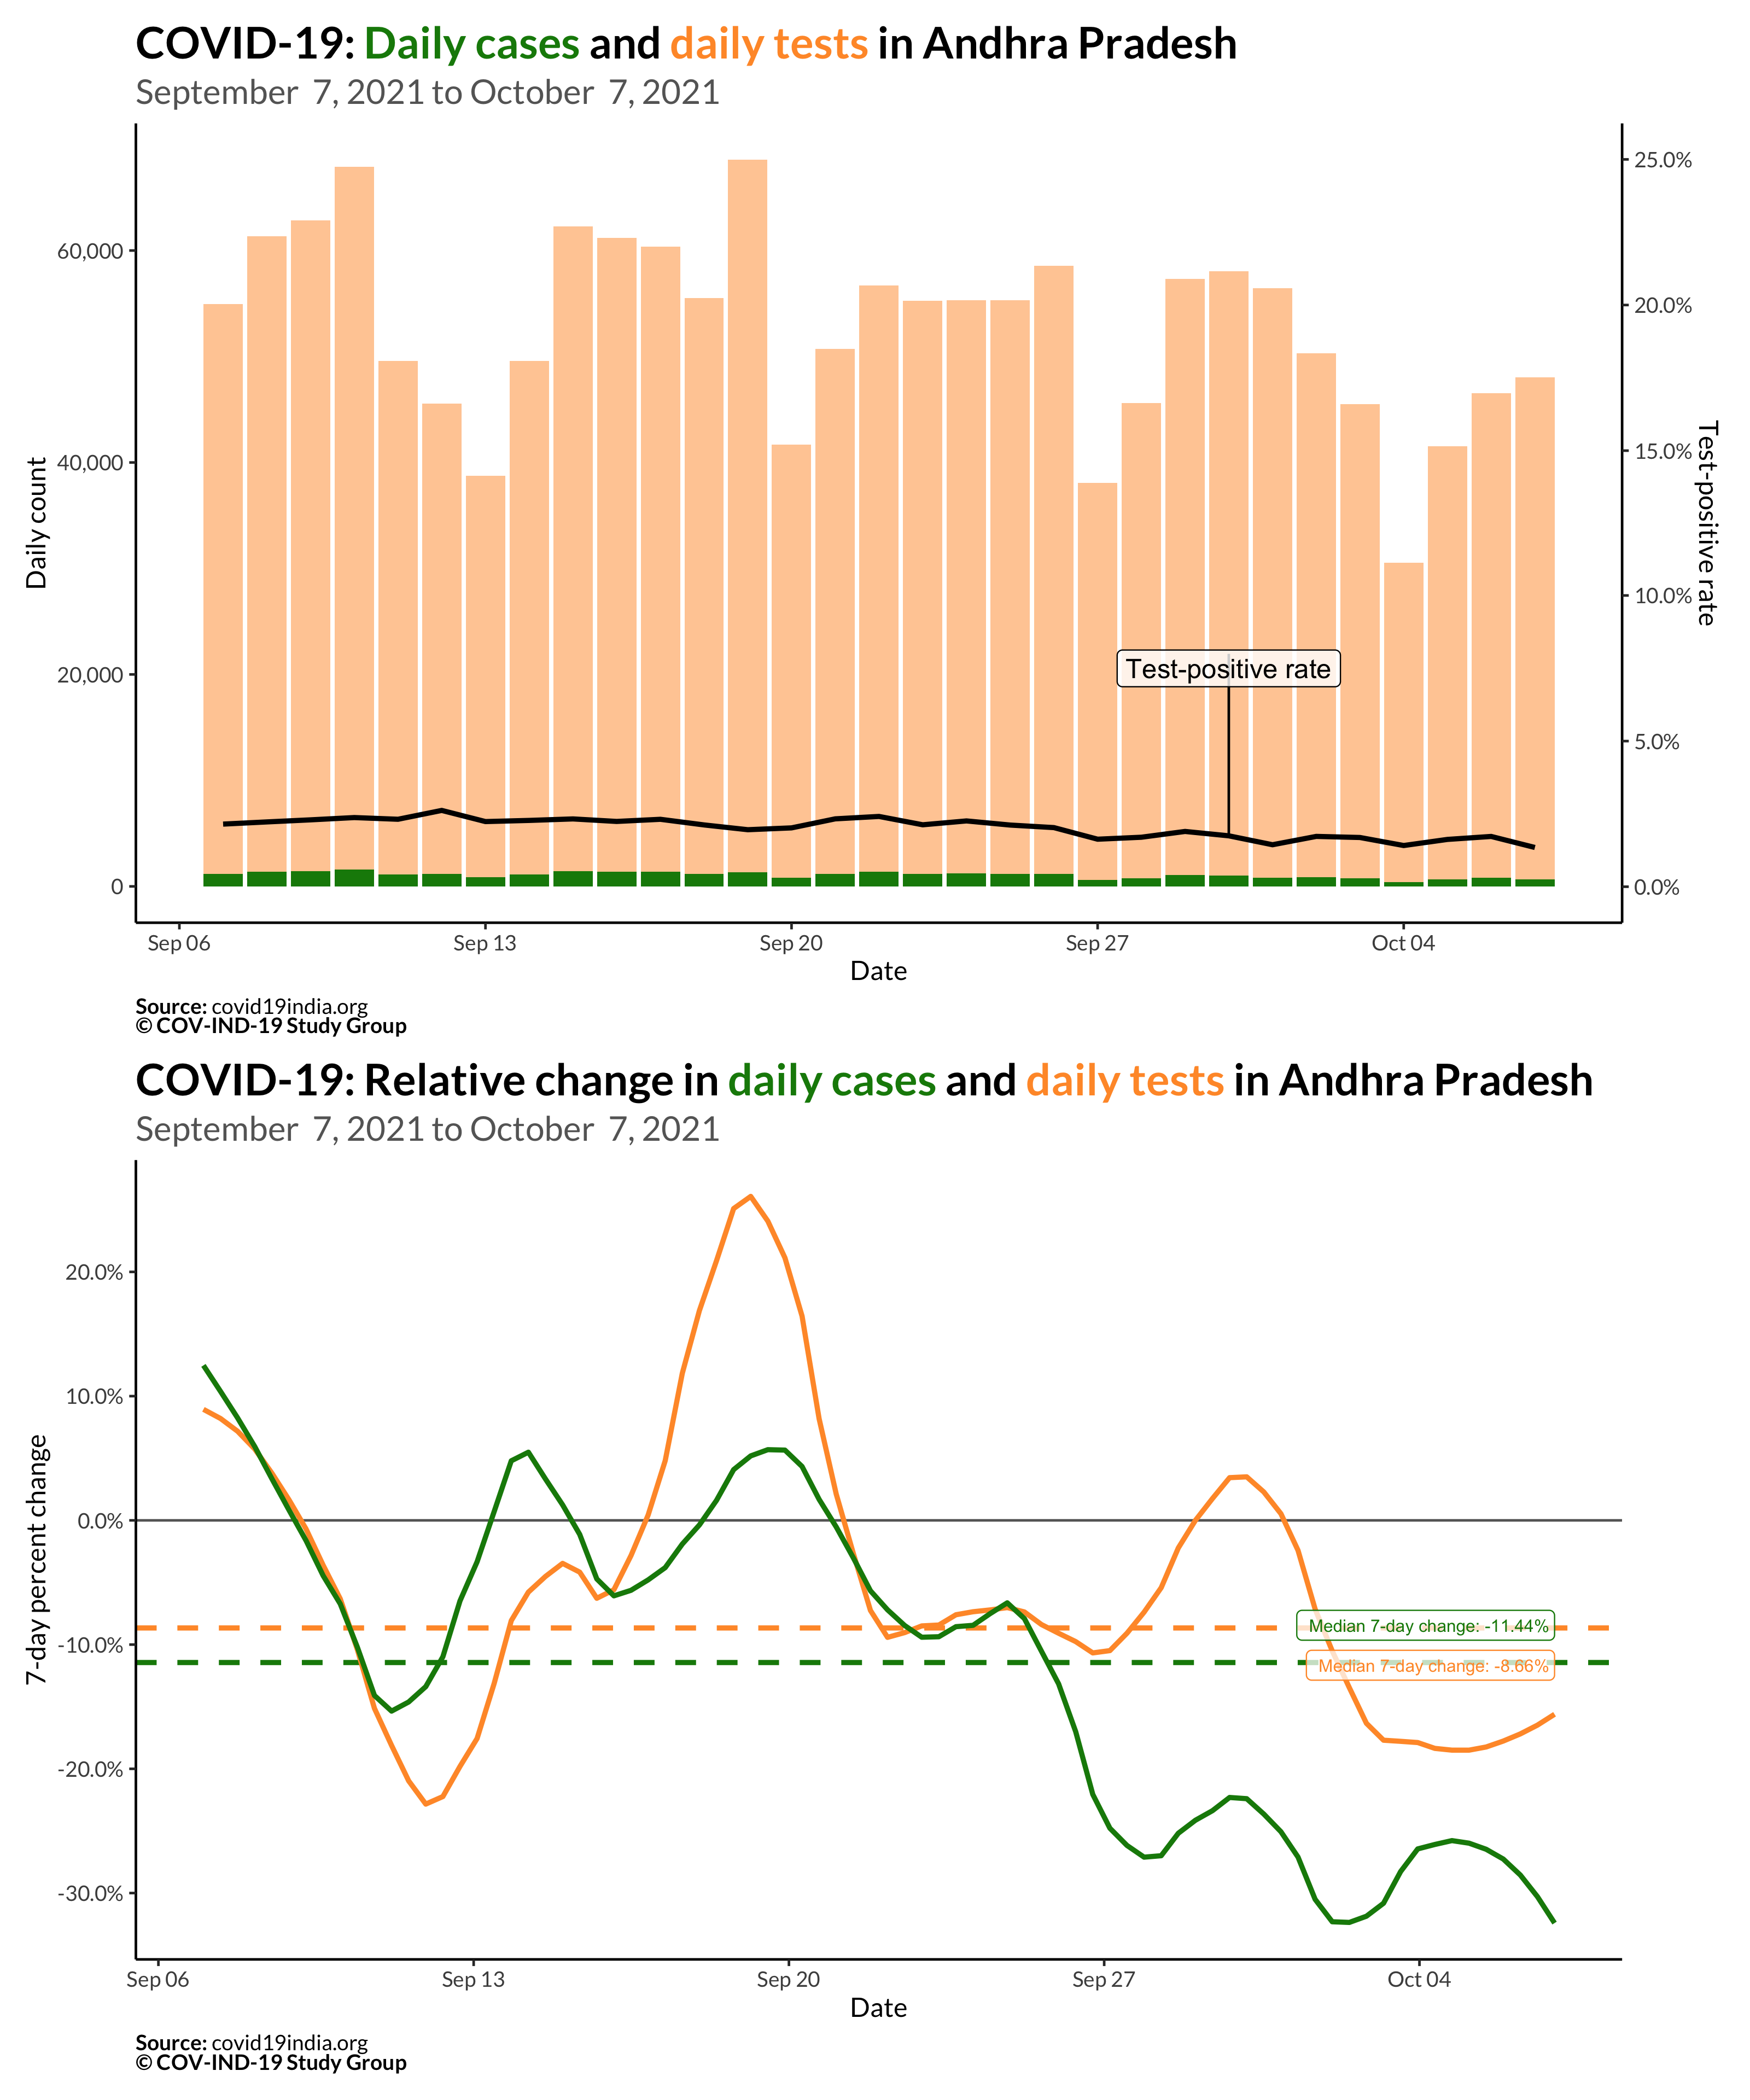 COVID-19: Daily cases and daily tests in Andhra Pradesh
September 7, 2021 to October 7, 2021
25.0%
60,000
20.0%
40,000
15.0%
Daily count
Test-positive rate
10.0%
20,000
Test-positive rate
5.0%
0
0.0%
Sep 06 Sep 13 Sep 20 Sep 27 Oct 04
Date
Source: covid19india.org
© COV-IND-19 Study Group
COVID-19: Relative change in daily cases and daily tests in Andhra Pradesh
September 7, 2021 to October 7, 2021
20.0%
10.0%
0.0%
7-day percent change
Median 7-day change: -11.44%
-10.0%
Median 7-day change: -8.66%
-20.0%
-30.0%
Sep 06 Sep 13 Sep 20 Sep 27 Oct 04
Date
Source: covid19india.org
© COV-IND-19 Study Group